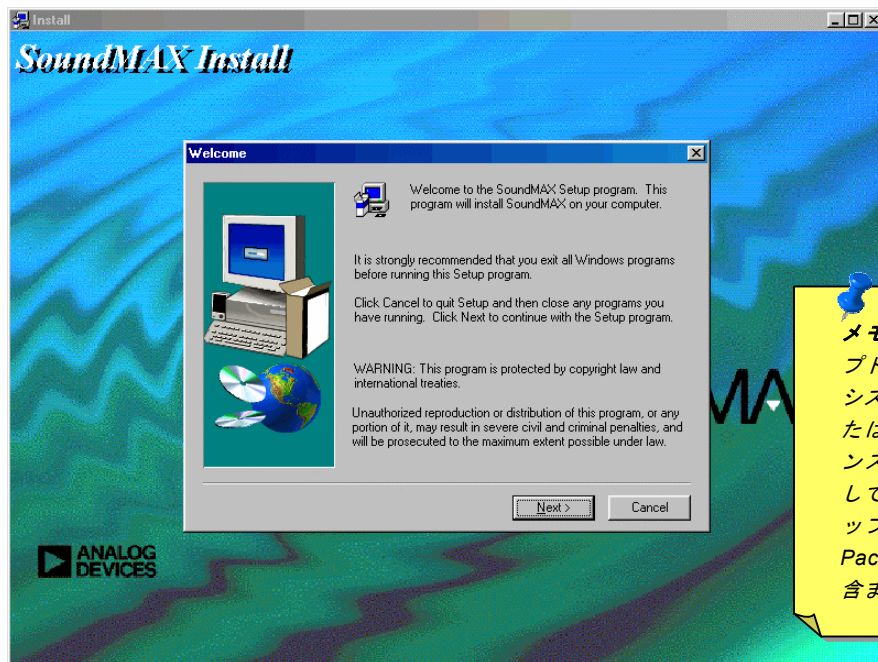 Install
SoundMAX Install
Welcome
Welcome to the SoundMAX Setup program. This
program will install SoundMAX on your computer.
It is strongly recommended that you exit all Windows programs
before running this Setup program.
Click Cancel to quit Setup and then close any programs you
have running. Click Next to continue with the Setup program.
WARNING: This program is protected by copyright law and
international treaties.
Unauthorized reproduction or distribution of this program, or any
portion of it, may result in severe civil and criminal penalties, and
will be prosecuted to the maximum extent possible under law.
Next >
Cancel
MA
ANALOG
DEVICES
メモ
プト
シス
たは
ンス
して
ップ
Pac
含ま